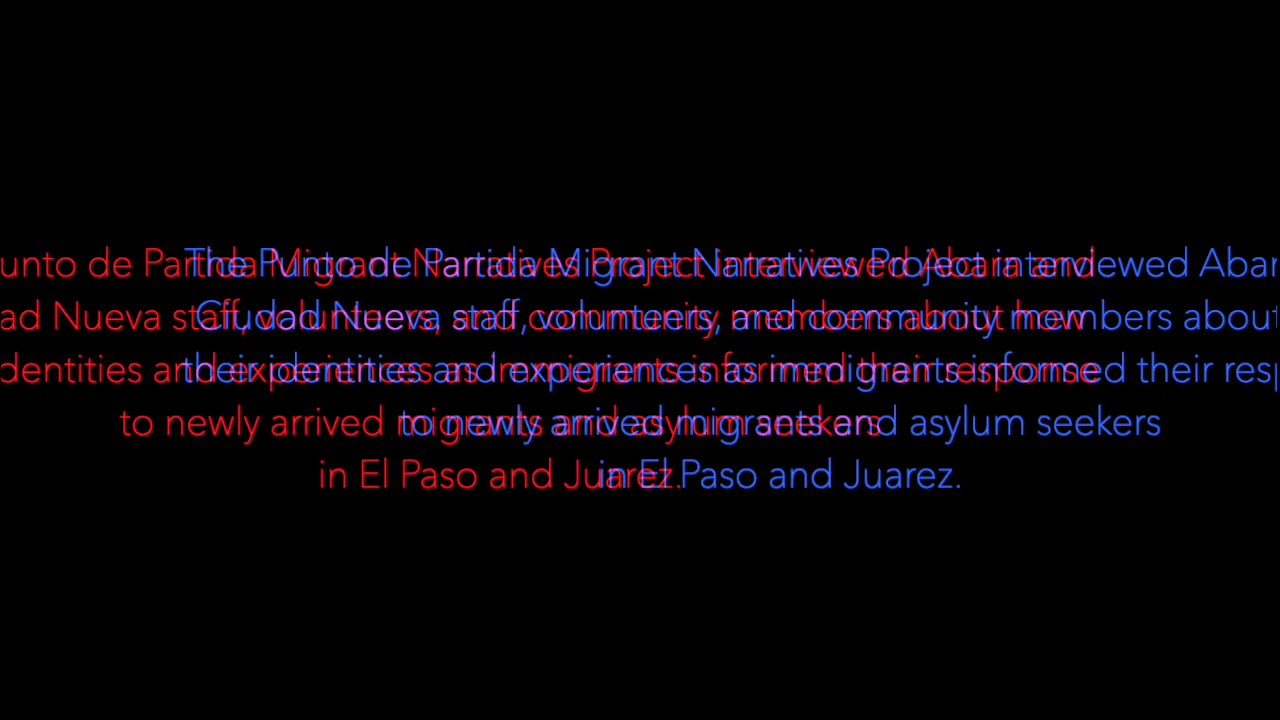 The Punto de Partida Migrant Narratives Project interviewed Abara and
Ciudad Nueva staff, volunteers, and community members about how
their identities and experiences as immigrants informed their response
to newly arrived migrants and asylum seekers
in El Paso and Juarez.